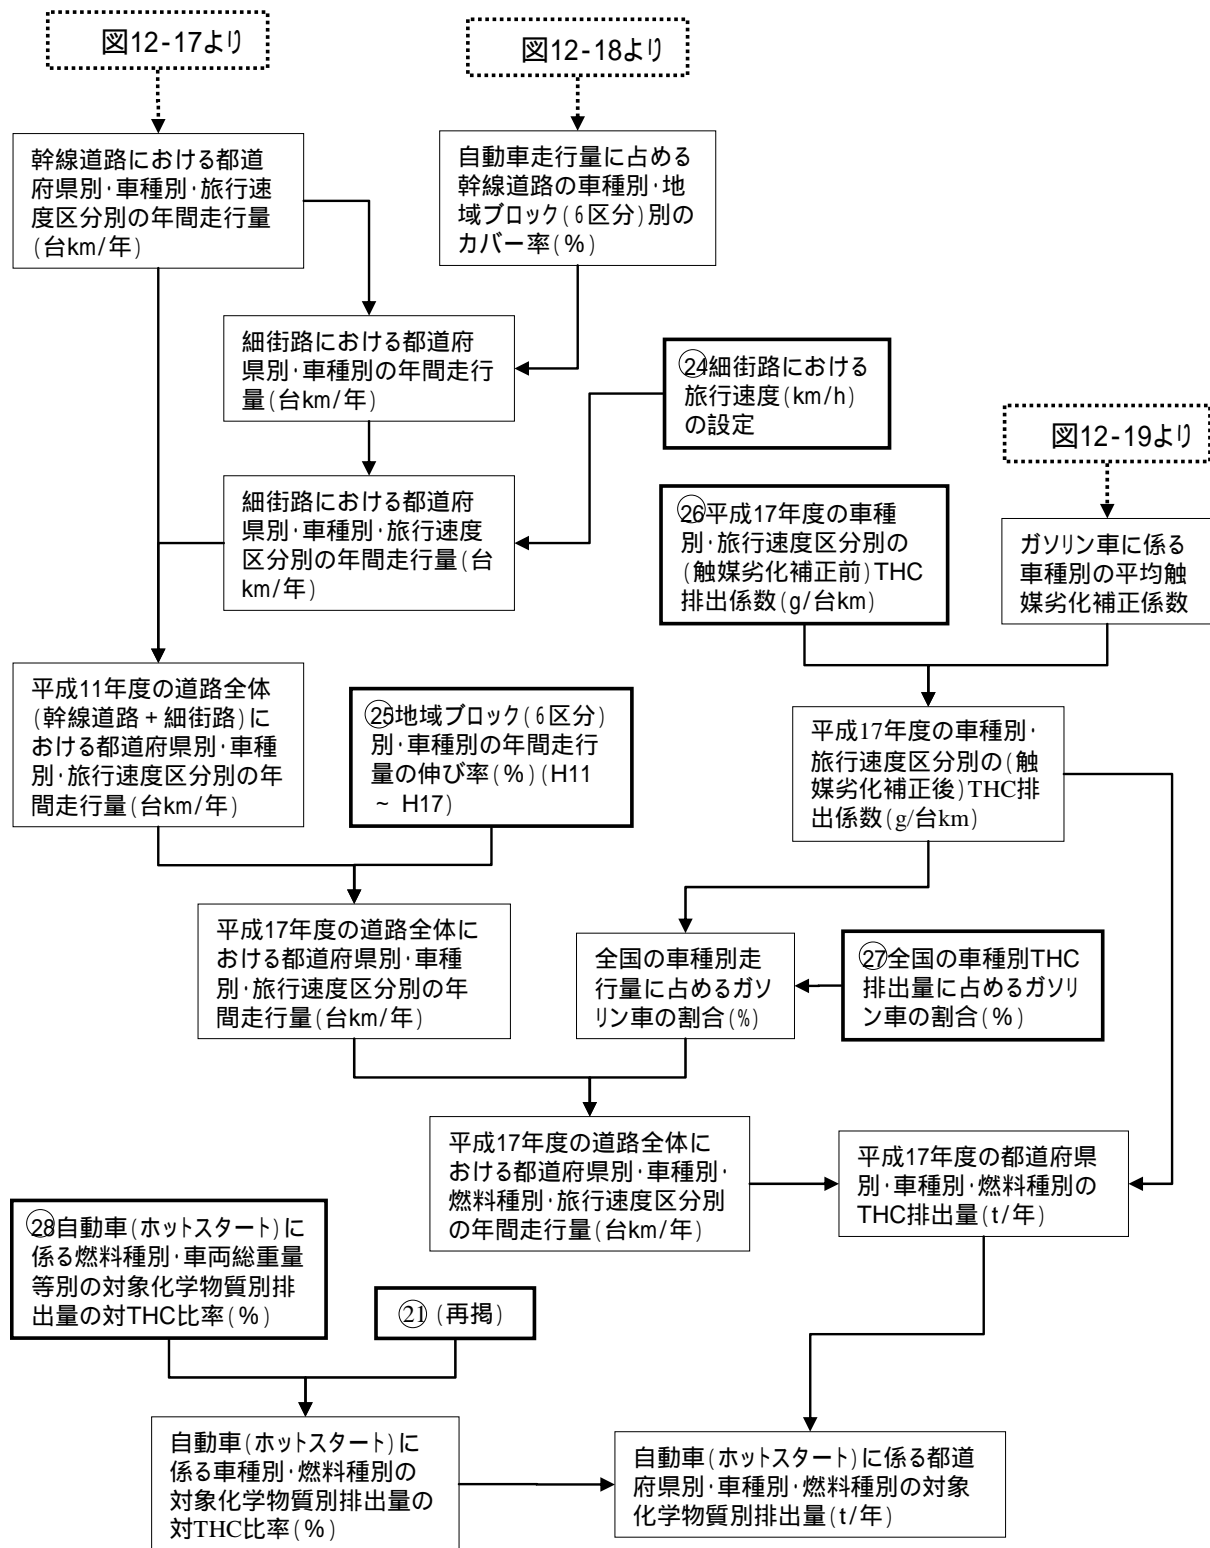 図12-17より
図12-18より
幹線道路における都道
府県別･車種別･旅行速
度区分別の年間走行量
(台km/年)
自動車走行量に占める
幹線道路の車種別･地
域ブロック(6区分)別の
カバー率(%)
細街路における都道府
県別･車種別の年間走行
量(台km/年)
㉔細街路における
旅行速度(km/h)
の設定
図12-19より
細街路における都道府
県別･車種別･旅行速度
区分別の年間走行量(台
km/年)
㉖平成17年度の車種
別･旅行速度区分別の
(触媒劣化補正前)THC
排出係数(g/台km)
ガソリン車に係る
車種別の平均触
媒劣化補正係数
平成11年度の道路全体
(幹線道路+細街路)に
おける都道府県別･車種
別･旅行速度区分別の年
間走行量(台km/年)
㉕地域ブロック(6区分)
別･車種別の年間走行
量の伸び率(%)(H11
~ H17)
平成17年度の車種別･
旅行速度区分別の(触
媒劣化補正後)THC排
出係数(g/台km)
平成17年度の道路全体に
おける都道府県別･車種
別･旅行速度区分別の年
間走行量(台km/年)
全国の車種別走
行量に占めるガソ
リン車の割合(%)
㉗全国の車種別THC
排出量に占めるガソリ
ン車の割合(%)
平成17年度の道路全体に
おける都道府県別･車種別･
燃料種別･旅行速度区分別
の年間走行量(台km/年)
平成17年度の都道府県
別･車種別･燃料種別の
THC排出量(t/年)
㉘自動車(ホットスタート)に
係る燃料種別･車両総重量
等別の対象化学物質別排
出量の対THC比率(%)
㉑ (再掲)
自動車(ホットスタート)に
係る車種別･燃料種別の
対象化学物質別排出量の
対THC比率(%)
自動車(ホットスタート)に係る都道
府県別･車種別･燃料種別の対象
化学物質別排出量(t/年)